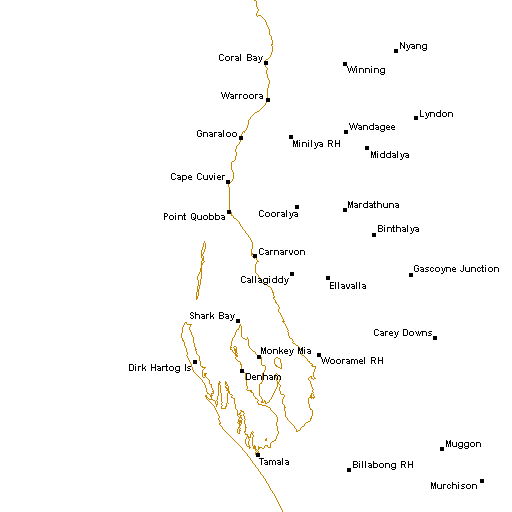 Nyang
Coral Bay
Winning
Warroora
Lyndon
Wandagee
Gnaraloo
Minilya RH
Middalya
Cape Cuvier
Mardathuna
Cooralya
Point Quobba
Binthalya
Carnarvon
Gascoyne Junction
Callagiddy
Ellavalla
Shark Bay
Carey Downs
Monkey Mia
Wooramel RH
Dirk Hartog Is
Denham
Muggon
Tamala
Billabong RH
Murchison